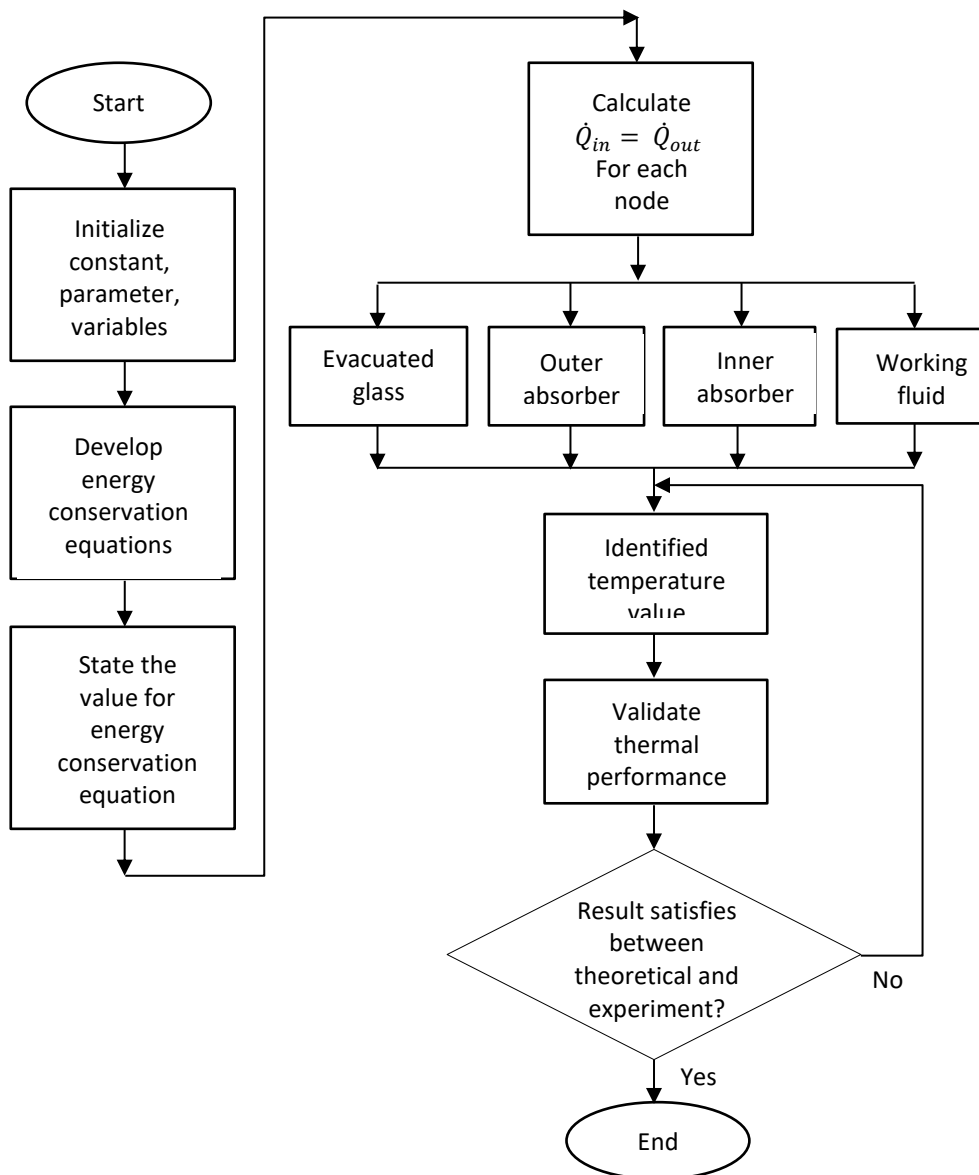 Start
Initialize
constant,
parameter,
variables
Develop
energy
conservation
equations
State the
value for
energy
conservation
equation
Calculate
Q̇in = Q̇out
For each
node
Evacuated
glass
Outer
absorber
Inner
absorber
Working
fluid
Identified
temperature
value
Validate
thermal
performance
Result satisfies
between
theoretical and
experiment?
No
Yes
End